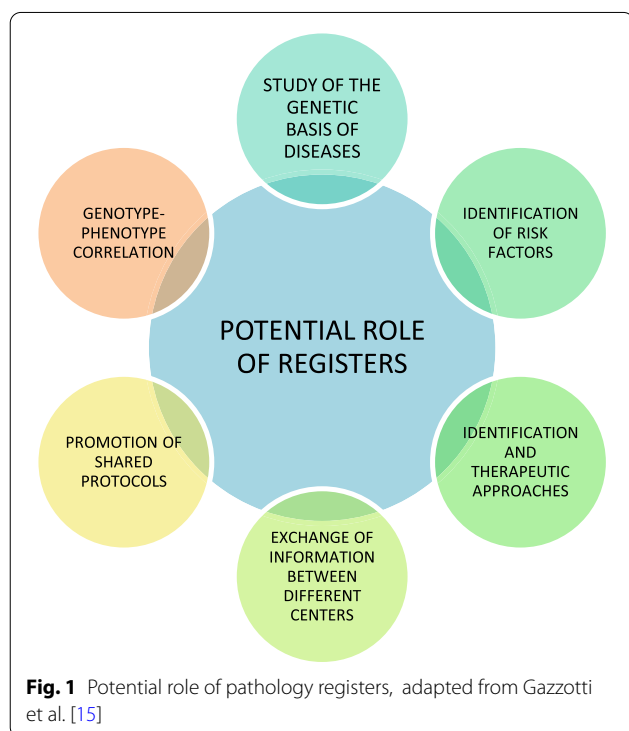 STUDY OF THE
GENETIC
BASIS OF
DISEASES
IDENTIFICATION
OF RISK
FACTORS
IDENTIFICATION
AND
THERAPEUTIC
APPROACHES
EXCHANGE OF
INFORMATION
BETWEEN
DIFFERENT
CENTERS
PROMOTION OF
SHARED
PROTOCOLS
GENOTYPE-
PHENOTYPE
CORRELATION
POTENTIAL ROLE
OF REGISTERS
Fig. 1 Potential role of pathology registers, adapted from Gazzotti
et al. [15]